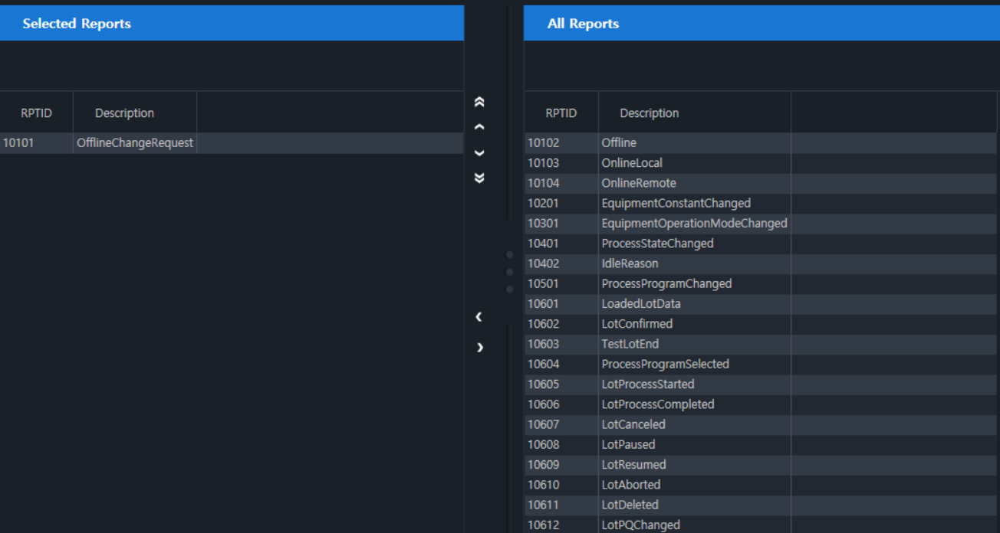 Selected Reports
RPTID Description
10101 OfflineChangeRequest
All Reports
RPTID Description
10102 Offline
10103 OnlineLocal
10104 OnlineRemote
10201 EquipmentConstantChanged
10301 EquipmentOperationModeChanged
10401 ProcessStateChanged
10402 IdleReason
10501 ProcessProgramChanged
10601 LoadedLotData
10602 LotConfirmed
10603 TestLotEnd
10604 ProcessProgramSelected
10605 LotProcessStarted
10606 LotProcessCompleted
10607 LotCanceled
10608 LotPaused
10609 LotResumed
10610 LotAborted
10611 LotDeleted
10612 LotPQChanged